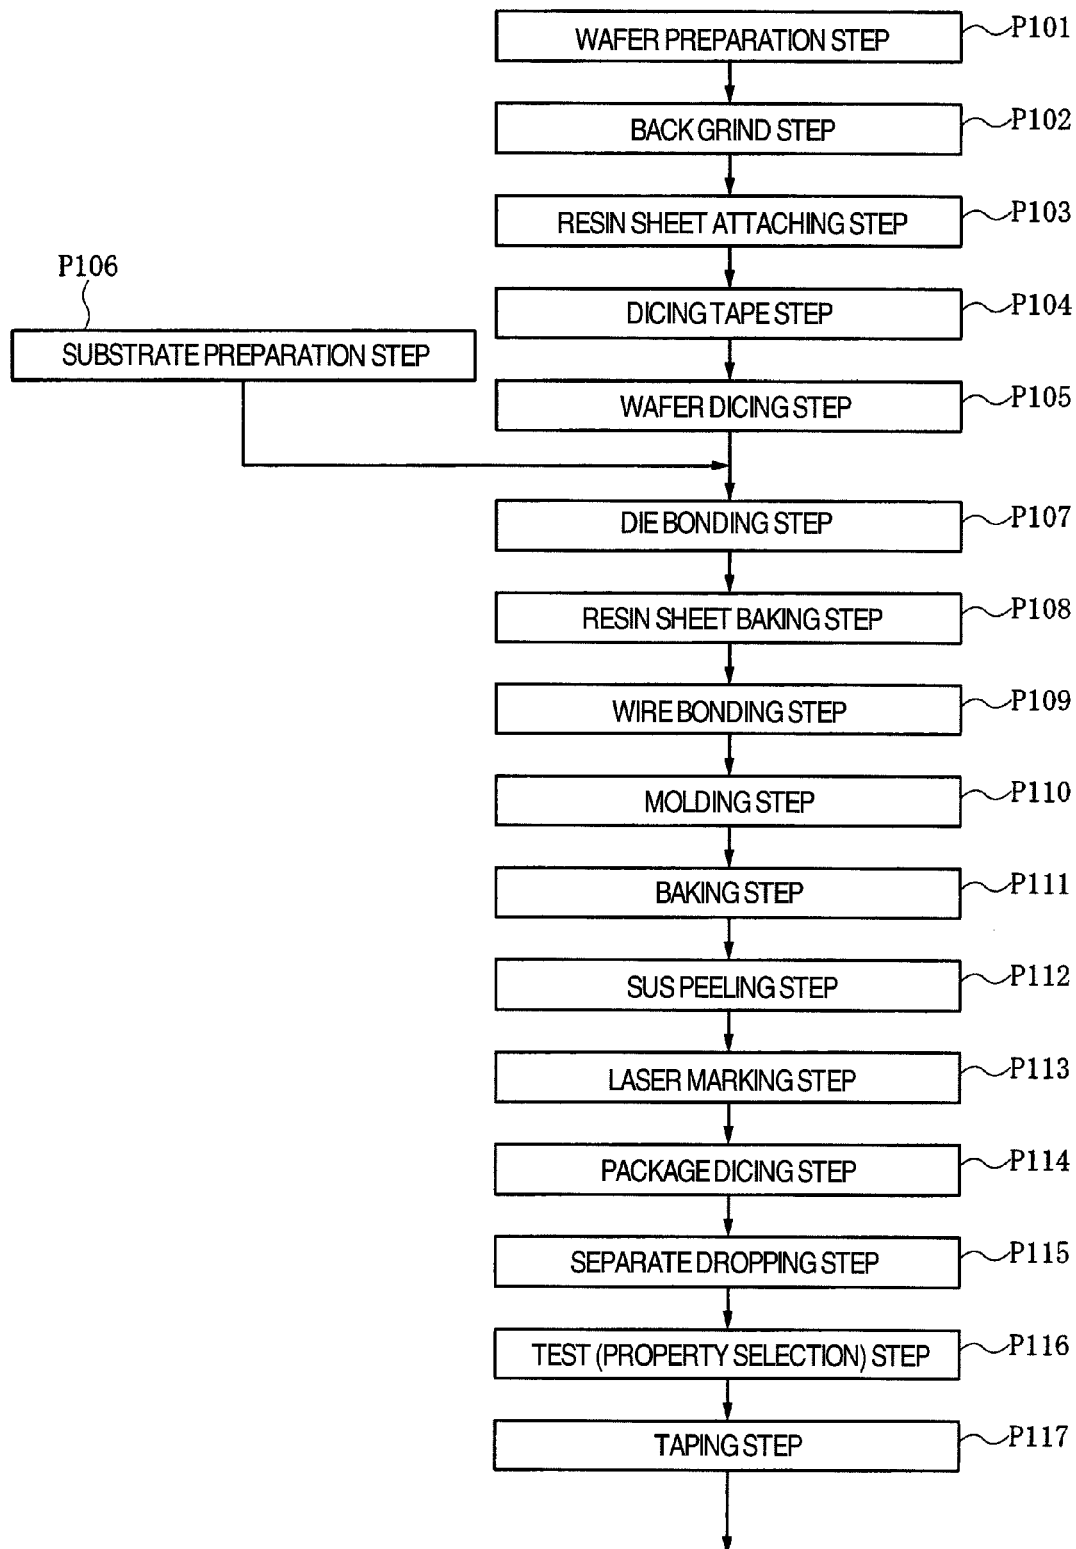 WAFER PREPARATION STEP P101
BACK GRIND STEP P102
RESIN SHEET ATTACHING STEP P103
P106
DICING TAPE STEP P104
SUBSTRATE PREPARATION STEP
WAFER DICING STEP P105
DIE BONDING STEP P107
RESIN SHEET BAKING STEP P108
WIRE BONDING STEP P109
MOLDING STEP P110
BAKING STEP P111
SUS PEELING STEP P112
LASER MARKING STEP P113
PACKAGE DICING STEP P114
SEPARATE DROPPING STEP P115
TEST (PROPERTY SELECTION) STEP P116
TAPING STEP P117